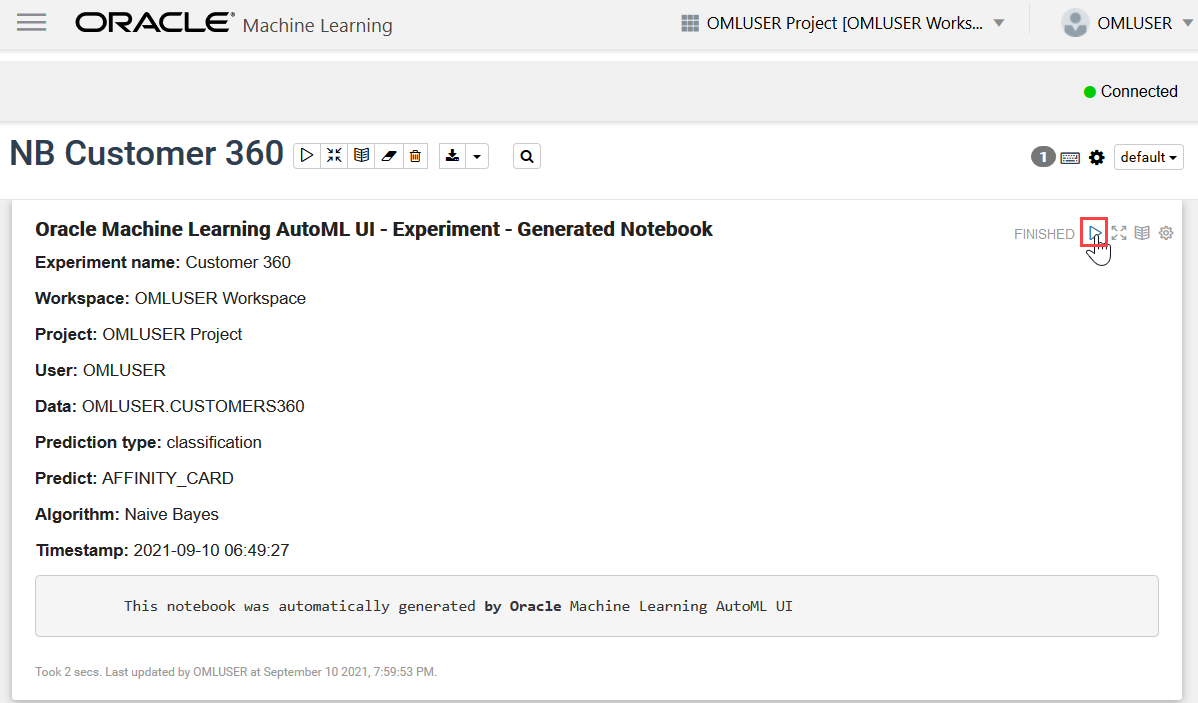 ORACLE® Machine Learning
OMLUSER Project [OMLUSER Works...
OMLUSER
Connected
NB Customer 360
1
default
Oracle Machine Learning AutoML UI - Experiment - Generated Notebook
FINISHED
Experiment name: Customer 360
Workspace: OMLUSER Workspace
Project: OMLUSER Project
User: OMLUSER
Data: OMLUSER.CUSTOMERS360
Prediction type: classification
Predict: AFFINITY_CARD
Algorithm: Naive Bayes
Timestamp: 2021-09-10 06:49:27
This notebook was automatically generated by Oracle Machine Learning AutoML UI
Took 2 secs. Last updated by OMLUSER at September 10 2021, 7:59:53 PM.